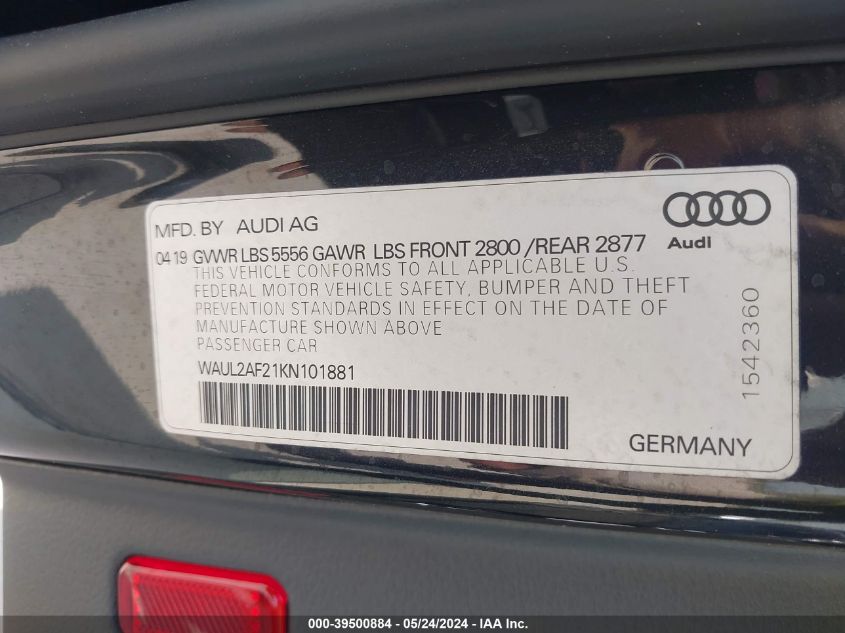 MFD. BY AUDI AG
Audi
04 19 GVWR LBS 5556 GAWR LBS FRONT 2800 /REAR 2877
THIS VEHICLE CONFORMS TO ALL APPLICABLE U.S.
FEDERAL MOTOR VEHICLE SAFETY, BUMPER AND THEFT
PREVENTION STANDARDS IN EFFECT ON THE DATE OF
MANUFACTURE SHOWN ABOVE
PASSENGER CAR
WAUL2AF21KN101881
1542360
GERMANY
000-39500884 - 05/24/2024 - IAA Inc.